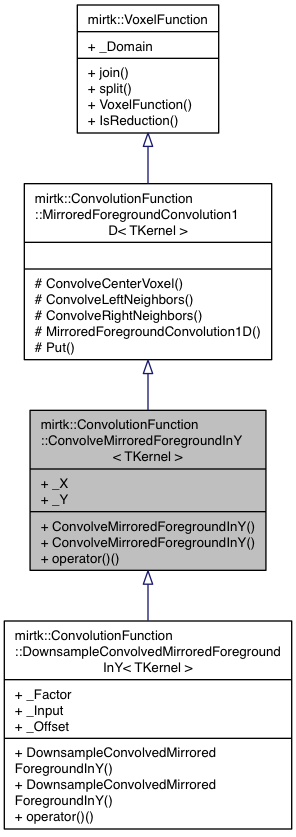 mirtk::VoxelFunction
+ _Domain
+ join()
+ split()
+ VoxelFunction()
+ IsReduction()
mirtk::ConvolutionFunction
::MirroredForegroundConvolution1
D< TKernel >
# ConvolveCenterVoxel()
# ConvolveLeftNeighbors()
# ConvolveRightNeighbors()
# MirroredForegroundConvolution1D()
# Put()
mirtk::ConvolutionFunction
::ConvolveMirroredForegroundInY
< TKernel >
+ _X
+ _Y
+ ConvolveMirroredForegroundInY()
+ ConvolveMirroredForegroundInY()
+ operator()()
mirtk::ConvolutionFunction
::DownsampleConvolvedMirroredForeground
InY< TKernel >
+ _Factor
+ _Input
+ _Offset
+ DownsampleConvolvedMirrored
ForegroundInY()
+ DownsampleConvolvedMirrored
ForegroundInY()
+ operator()()